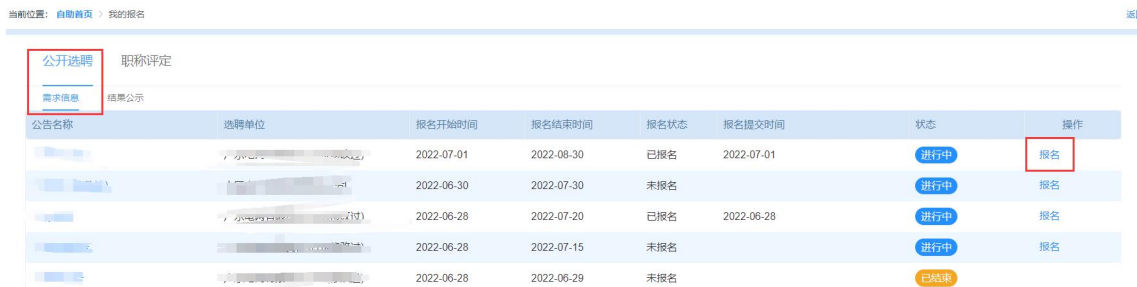 当前位置： 自助首页 > 我的报名
返
公开选聘 职称评定
需求信息 结果公示
公告名称 选聘单位 报名开始时间 报名结束时间 报名状态 报名提交时间 状态 操作
2022-07-01 2022-08-30 已报名 2022-07-01 进行中 报名
2022-06-30 2022-07-30 未报名 进行中 报名
2022-06-28 2022-07-20 已报名 2022-06-28 进行中 报名
2022-06-28 2022-07-15 未报名 进行中 报名
2022-06-28 2022-06-29 未报名 已结束